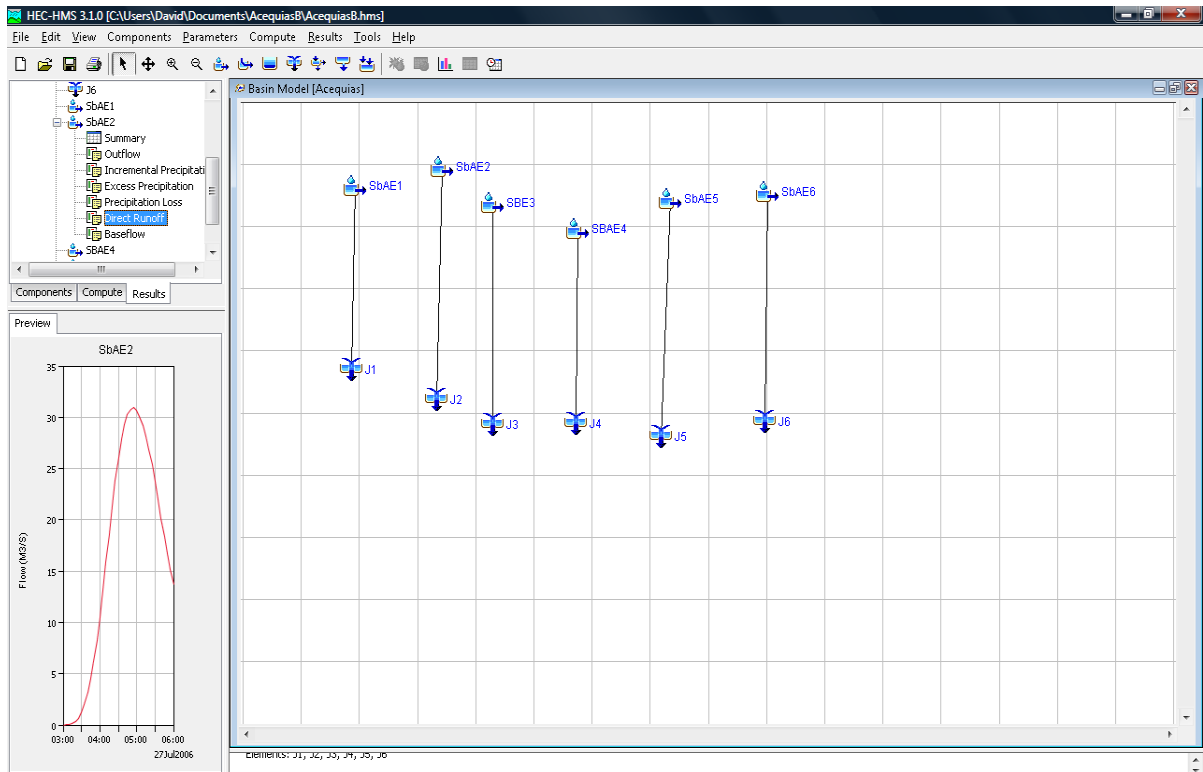 HEC-HMS 3.1.0 [C:\Users\David\Documents\AcequiasB\AcequiasB.hms]
File Edit View Components Parameters Compute Results Tools Help
J6
SbAE1
SbAE2
Summary
Outflow
Incremental Precipitati
Excess Precipitation
Precipitation Loss
Direct Runoff
Baseflow
SBAE4
Components Compute Results
Preview
SbAE2
Flow (M3/S)
35
30
25
20
15
10
5
0
03:00 04:00 05:00 06:00
27Jul2006
Basin Model [Acequias]
SbAE1
SbAE2
SBE3
SBAE4
SbAE5
SbAE6
J1
J2
J3
J4
J5
J6
Elements: J1, J2, J3, J4, J5, J6